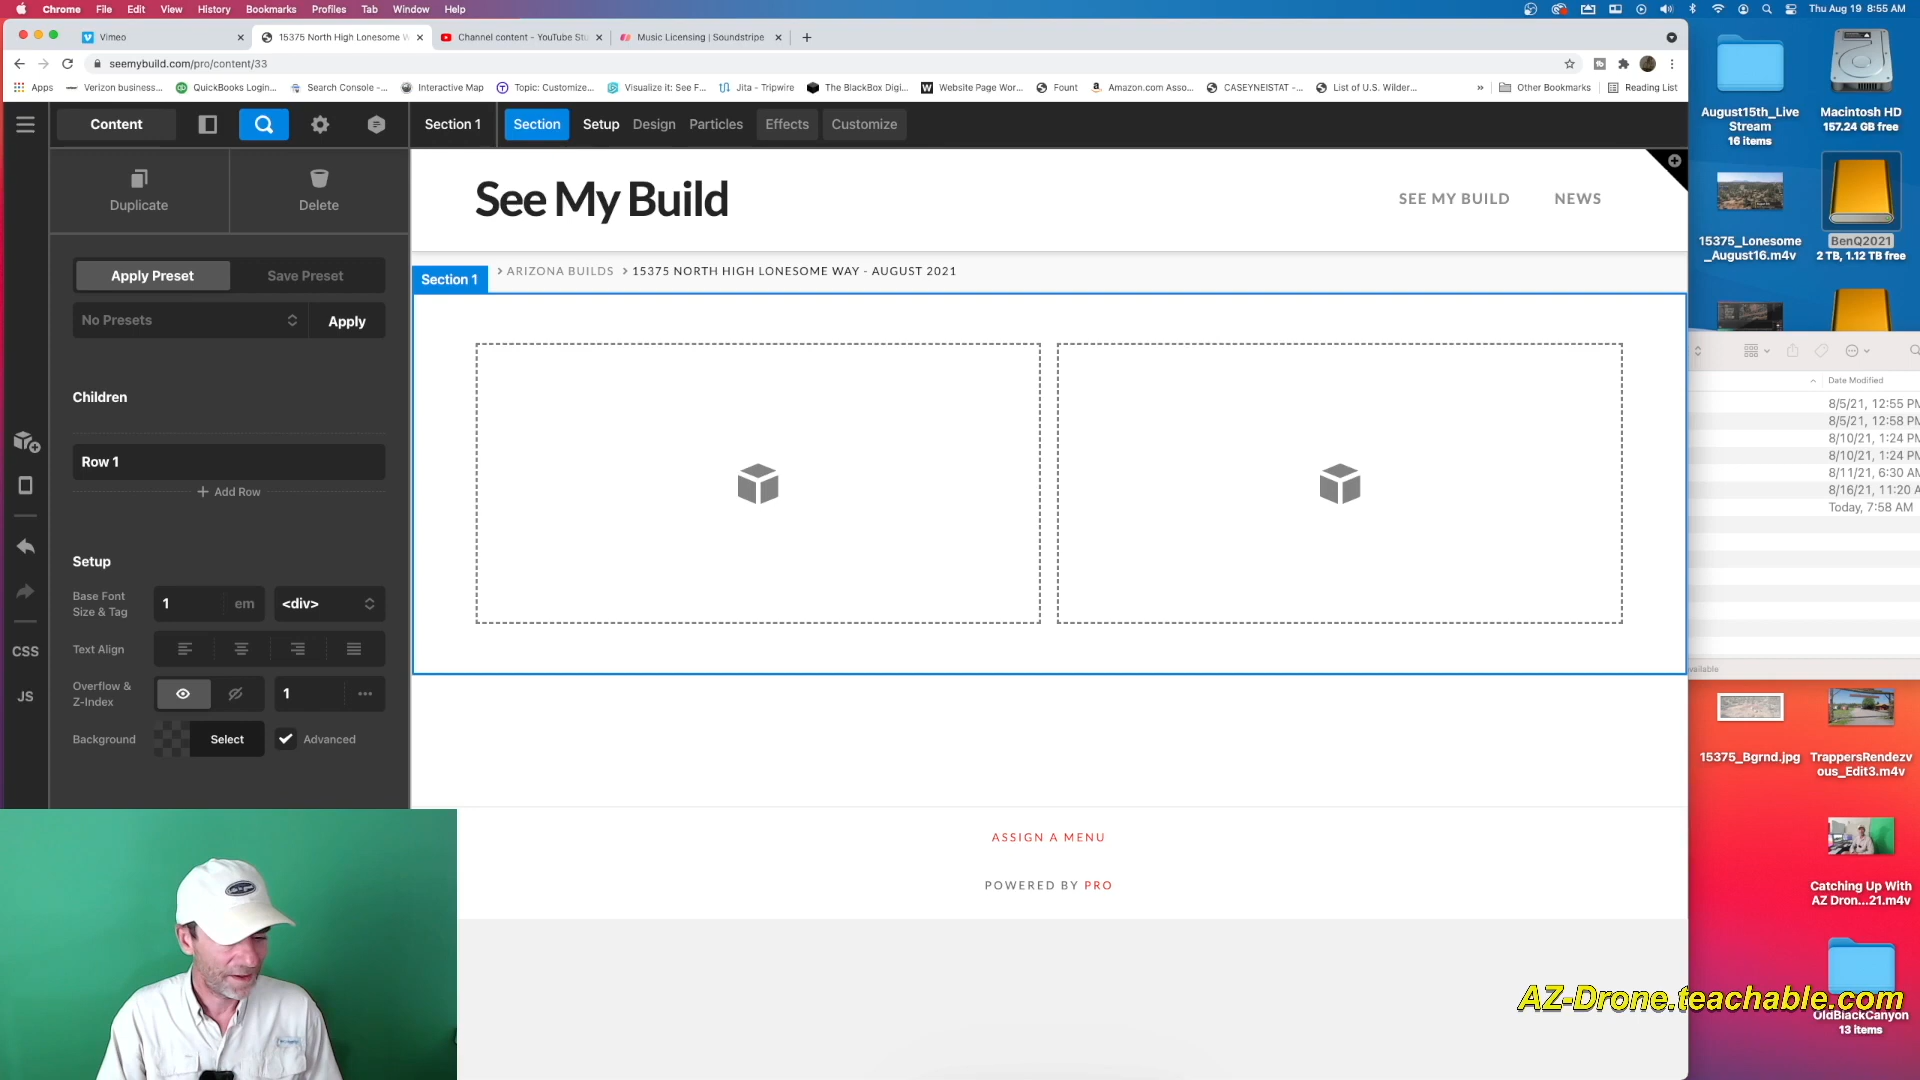 Chrome File Edit View History Bookmarks Profiles Tab Window Help
Thu Aug 19 8:55 AM
Vimeo
15375 North High Lonesome W
Channel content - YouTube Stu
Music Licensing | Soundstripe
seemybuild.com/pro/content/33
Apps
Verizon business...
QuickBooks Login...
Search Console -...
Interactive Map
Topic: Customize...
Visualize it: See F...
Jita - Tripwire
The BlackBox Digi...
Website Page Wor...
Fount
Amazon.com Asso...
CASEYNEISTAT -...
List of U.S. Wilder...
Other Bookmarks
Reading List
Content
Section 1
Section
Setup
Design
Particles
Effects
Customize
Duplicate
Delete
Apply Preset
Save Preset
No Presets
Apply
Children
Row 1
Add Row
Setup
Base Font
Size & Tag
1 em
<div>
Text Align
Overflow &
Z-Index
1
Background
Select
Advanced
CSS
JS
See My Build
SEE MY BUILD
NEWS
Section 1
ARIZONA BUILDS
15375 NORTH HIGH LONESOME WAY - AUGUST 2021
ASSIGN A MENU
POWERED BY PRO
August15th_Live
Stream
16 items
Macintosh HD
157.24 GB free
15375_Lonesome
_August16.m4v
BenQ2021
2 TB, 1.12 TB free
Date Modified
8/5/21, 12:55 PM
8/5/21, 12:58 PM
8/10/21, 1:24 PM
8/10/21, 1:24 PM
8/11/21, 6:30 AM
8/16/21, 11:20 A
Today, 7:58 AM
vailable
15375_Bgrnd.jpg
TrappersRendezv
ous_Edit3.m4v
Catching Up With
AZ Dron...21.m4v
AZ-Drone.teachable.com
OldBlackCanyon
13 items